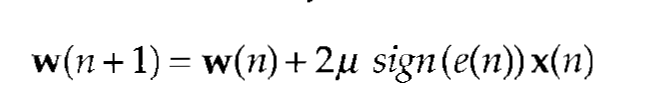 w(n+1) = w(n) + 2μ sign(e(n)) x(n)